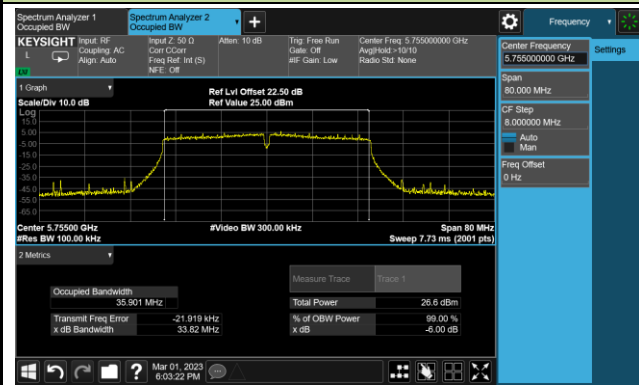 Spectrum Analyzer 1
Occupied BW
Spectrum Analyzer 2
Occupied BW
Frequency
KEYSIGHT
L
Input: RF
Coupling: AC
Align: Auto
Input Z: 50 Ω
Corr CCorr
Freq Ref: Int (S)
NFE: Off
Atten: 10 dB
Trig: Free Run
Gate: Off
#IF Gain: Low
Center Freq: 5.755000000 GHz
Avg|Hold:>10/10
Radio Std: None
Center Frequency
5.755000000 GHz
Settings
Span
80.000 MHz
CF Step
8.000000 MHz
Auto
Man
Freq Offset
0 Hz
1 Graph
Scale/Div 10.0 dB
Ref Lvl Offset 22.50 dB
Ref Value 25.00 dBm
Log
15.0
5.00
-5.00
-15.0
-25.0
-35.0
-45.0
-55.0
-65.0
Center 5.75500 GHz
#Res BW 100.00 kHz
#Video BW 300.00 kHz
Span 80 MHz
Sweep 7.73 ms (2001 pts)
2 Metrics
Measure Trace
Trace 1
Occupied Bandwidth
35.901 MHz
Total Power
26.6 dBm
Transmit Freq Error
-21.919 kHz
% of OBW Power
99.00 %
x dB Bandwidth
33.82 MHz
x dB
-6.00 dB
Mar 01, 2023
6:03:22 PM